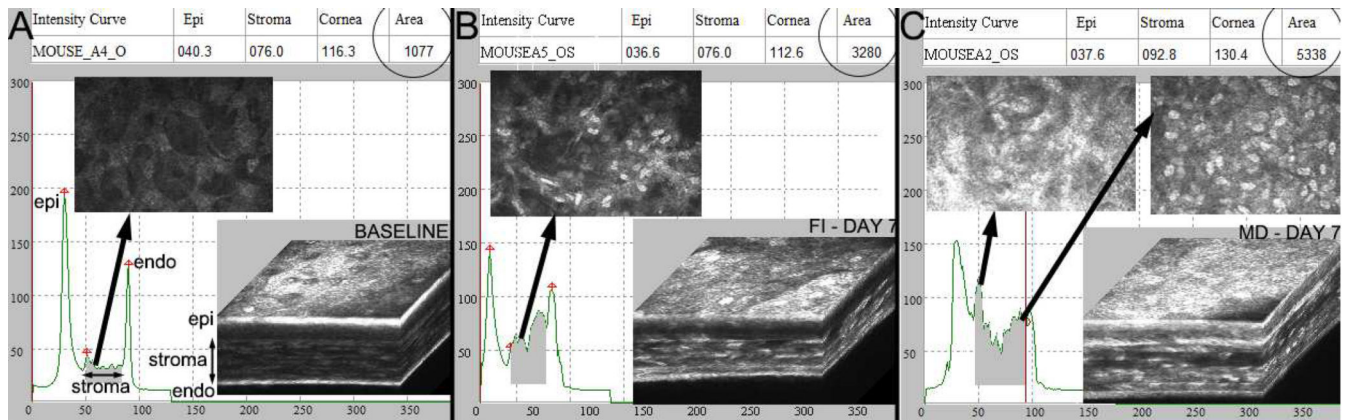 A
Intensity Curve Epi Stroma Cornea Area
MOUSE_A4_O 040.3 076.0 116.3 1077
300
250
200
150
100
50
epi
endo
stroma
0 50 100 150 200 250 300 350
BASELINE
epi
stroma
endo
B
Intensity Curve Epi Stroma Cornea Area
MOUSEA5_OS 036.6 076.0 112.6 3280
300
250
200
150
100
50
0 50 100 150 200 250 300 350
FI - DAY 7
C
Intensity Curve Epi Stroma Cornea Area
MOUSEA2_OS 037.6 092.8 130.4 5338
300
250
200
150
100
50
0 50 100 150 200 250 300 350
MD - DAY 7